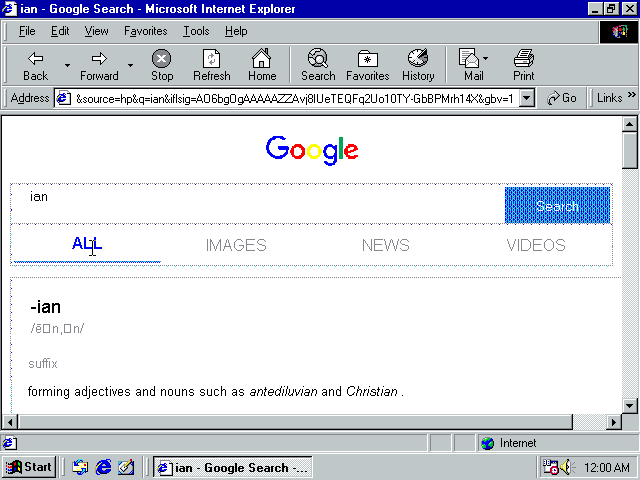 ian - Google Search - Microsoft Internet Explorer
File Edit View Favorites Tools Help
Back Forward Stop Refresh Home Search Favorites History Mail Print
Address &source=hp&q=ian&iflsig=AO6bgOgAAAAAZZAvj8IUeTEQFq2Uo10TY-GbBPMrh14X&gbv=1 Go Links »
Google
ian Search
ALL IMAGES NEWS VIDEOS
-ian
/ē□n,□n/
suffix
forming adjectives and nouns such as antediluvian and Christian .
Internet
Start ian - Google Search -... 12:00 AM